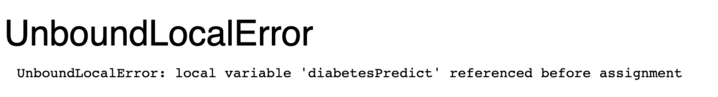 UnboundLocalError
UnboundLocalError: local variable 'diabetesPredict' referenced before assignment